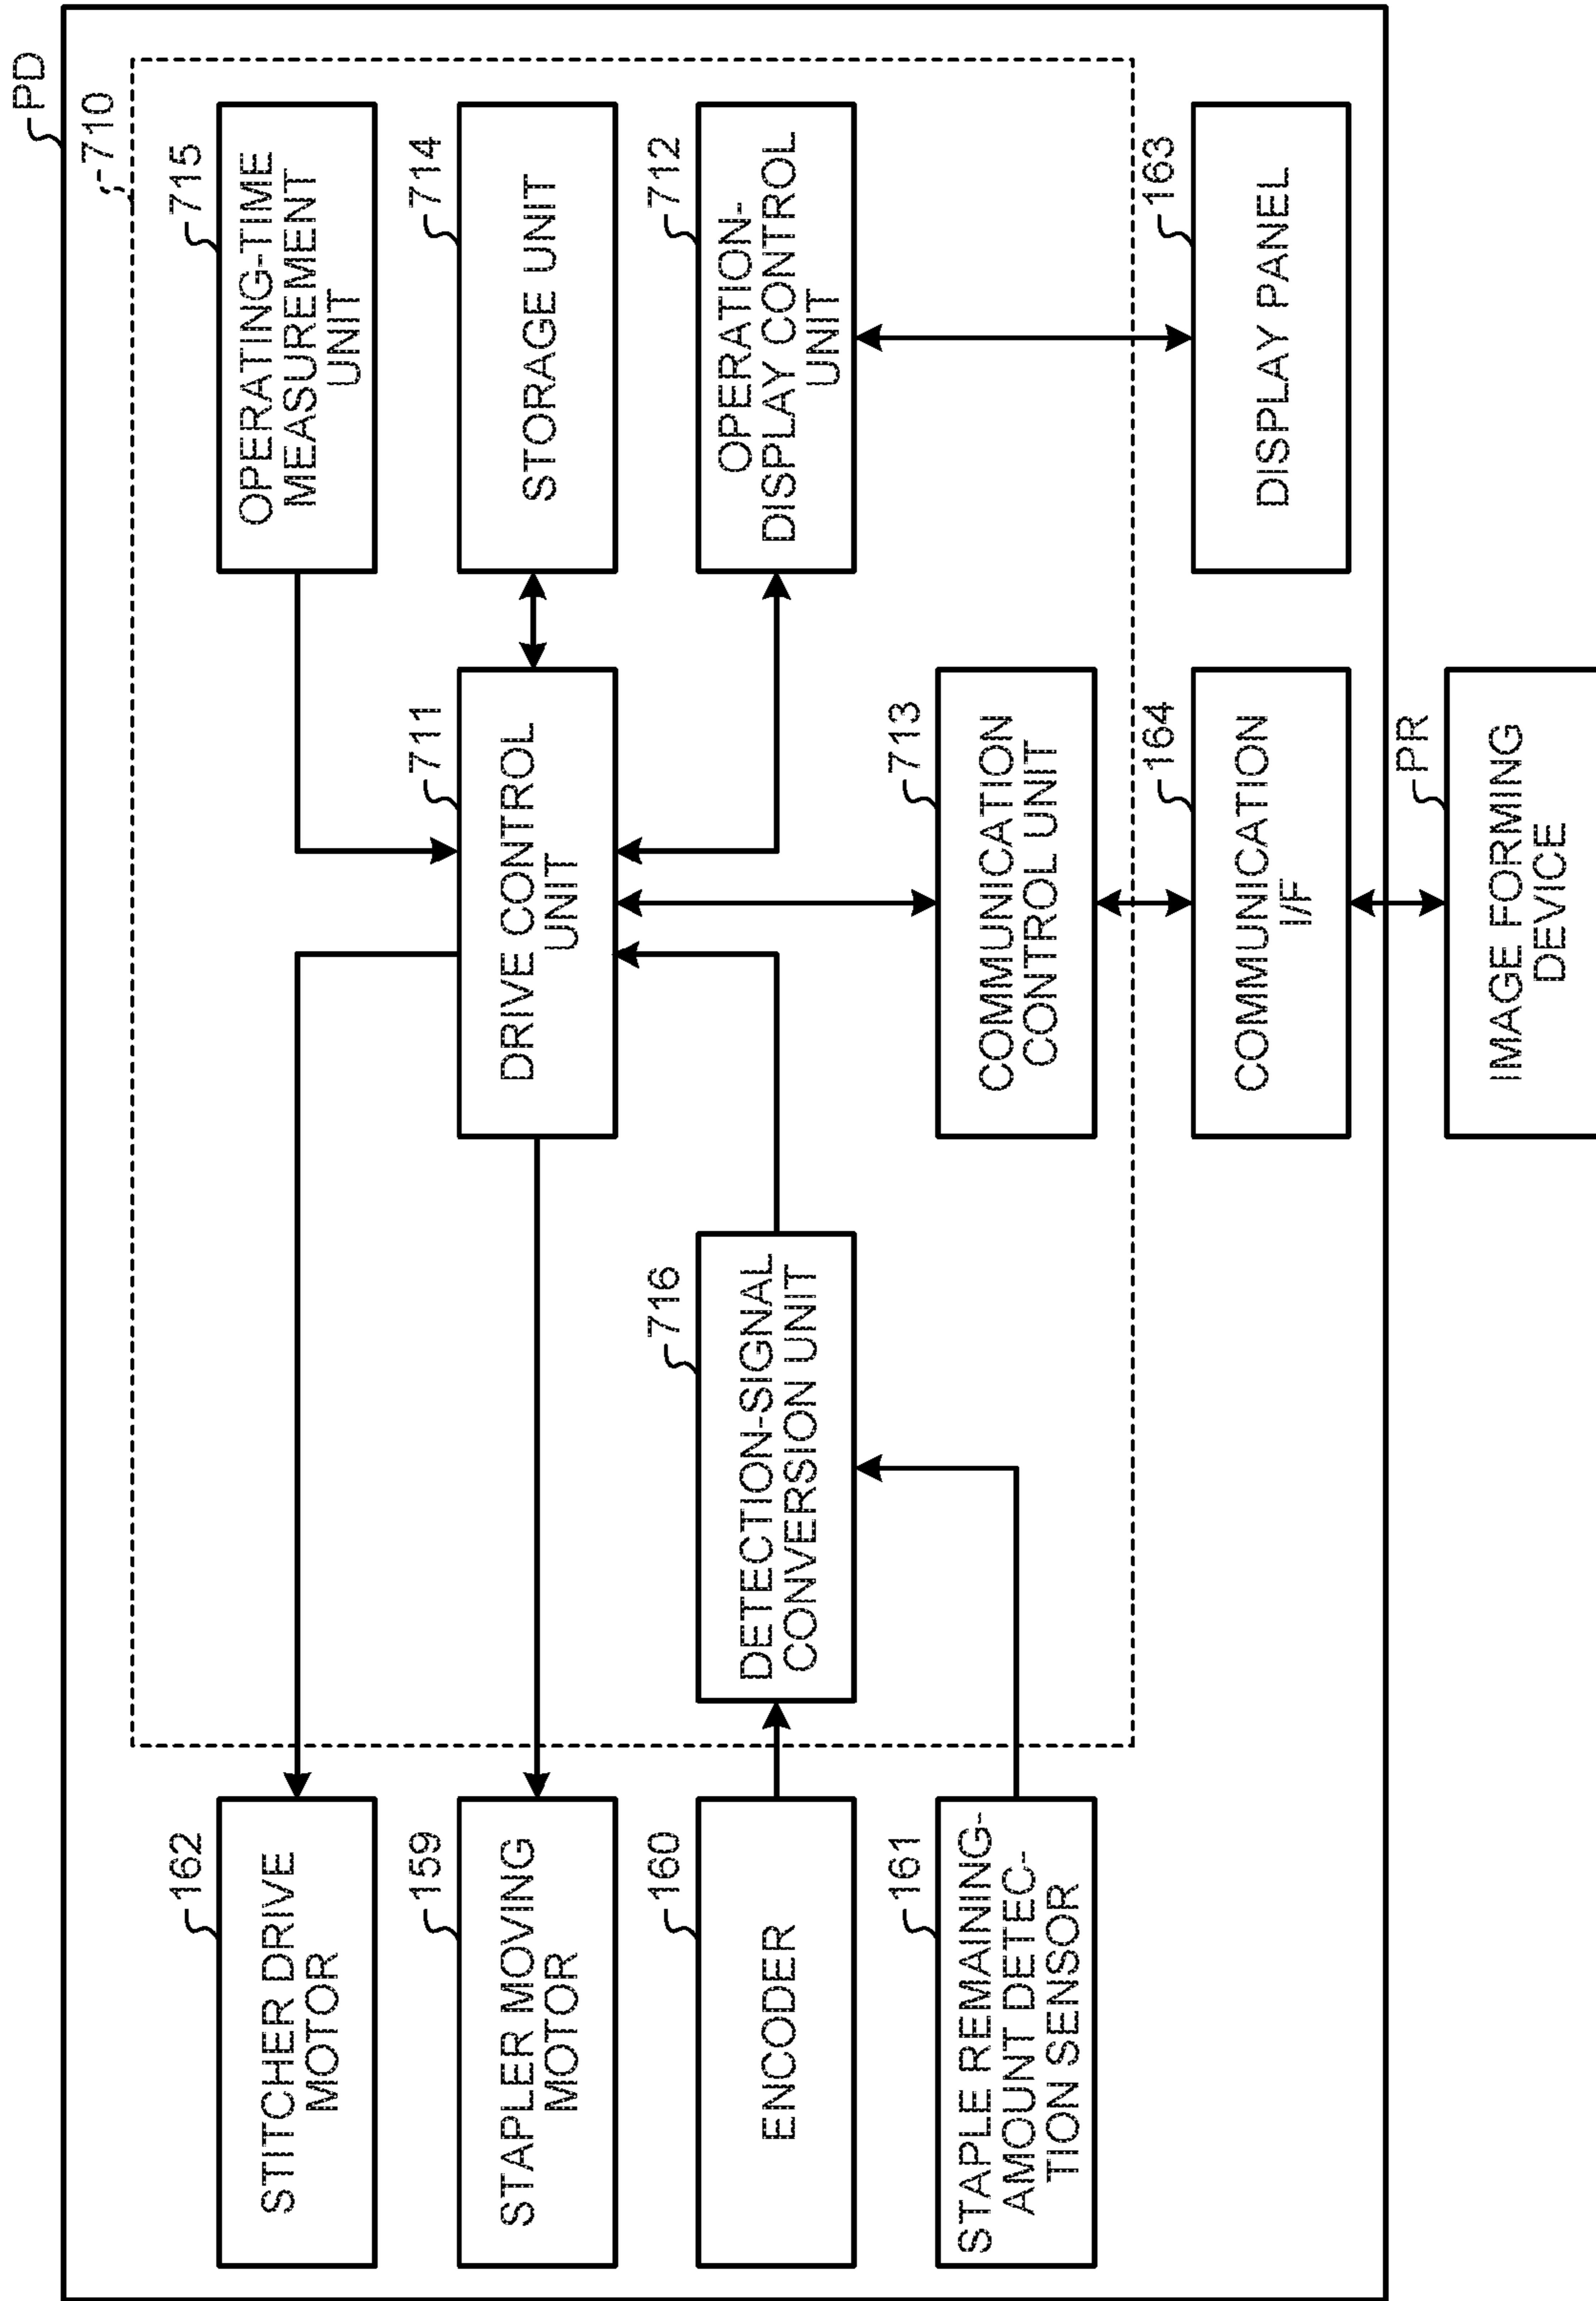 PD
710
162
STITCHER DRIVE
MOTOR
159
STAPLER MOVING
MOTOR
160
ENCODER
161
STAPLE REMAINING-
AMOUNT DETEC-
TION SENSOR
716
DETECTION-SIGNAL
CONVERSION UNIT
711
DRIVE CONTROL
UNIT
713
COMMUNICATION
CONTROL UNIT
164
COMMUNICATION
I/F
PR
IMAGE FORMING
DEVICE
715
OPERATING-TIME
MEASUREMENT
UNIT
714
STORAGE UNIT
712
OPERATION-
DISPLAY CONTROL
UNIT
163
DISPLAY PANEL